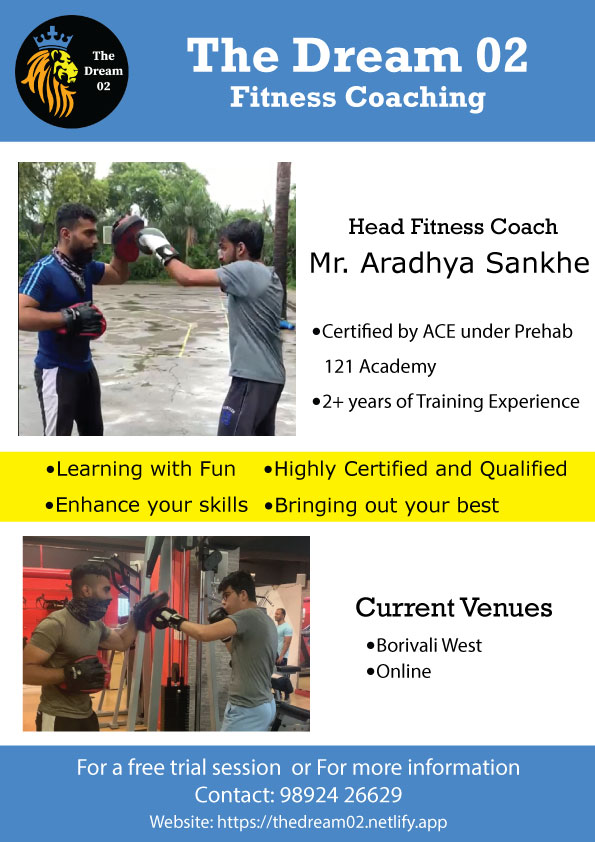 The
Dream
02
The Dream 02
Fitness Coaching
Head Fitness Coach
Mr. Aradhya Sankhe
•Certified by ACE under Prehab
121 Academy
•2+ years of Training Experience
•Learning with Fun •Highly Certified and Qualified
•Enhance your skills •Bringing out your best
Current Venues
•Borivali West
•Online
For a free trial session or For more information
Contact: 98924 26629
Website: https://thedream02.netlify.app